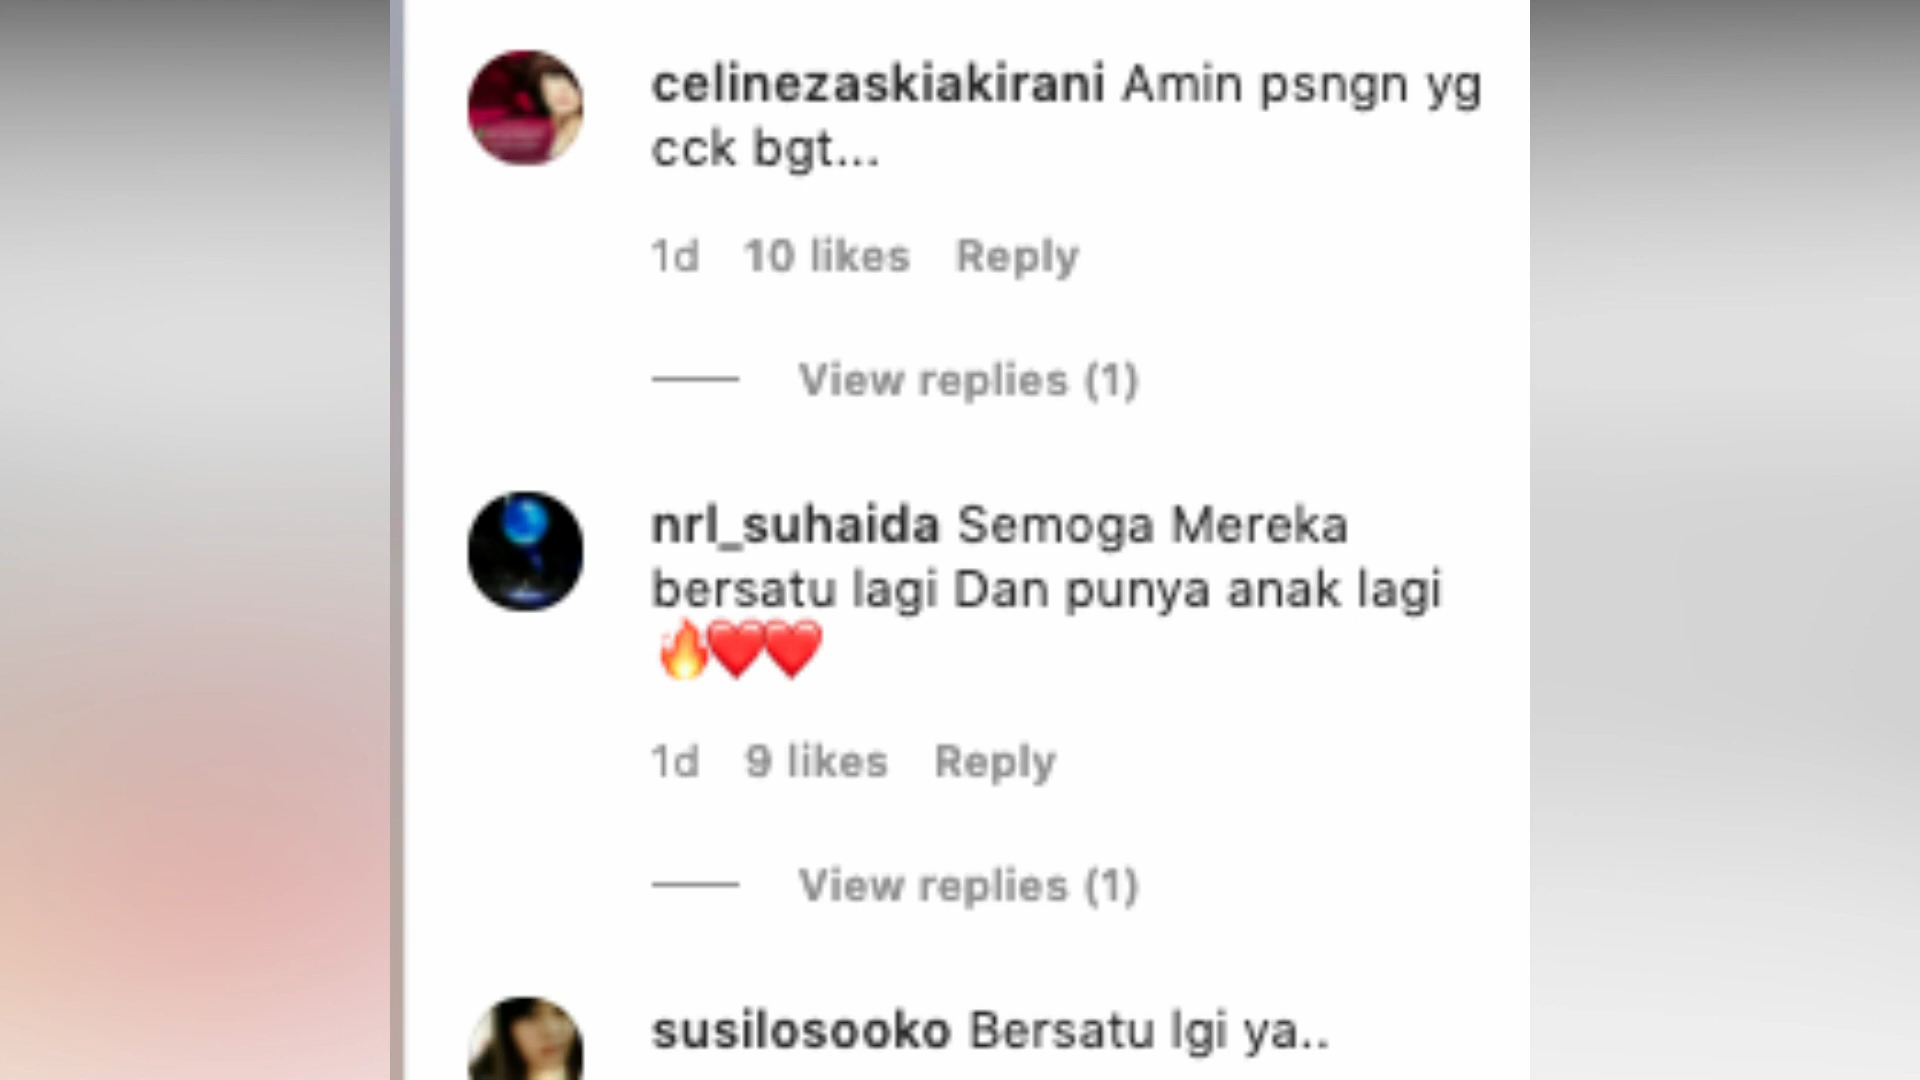 celinezaskiakirani Amin psngn yg
cck bgt...
1d 10 likes Reply
View replies (1)
nrl_suhaida Semoga Mereka
bersatu lagi Dan punya anak lagi
🔥❤️❤️
1d 9 likes Reply
View replies (1)
susilosooko Bersatu lgi ya..